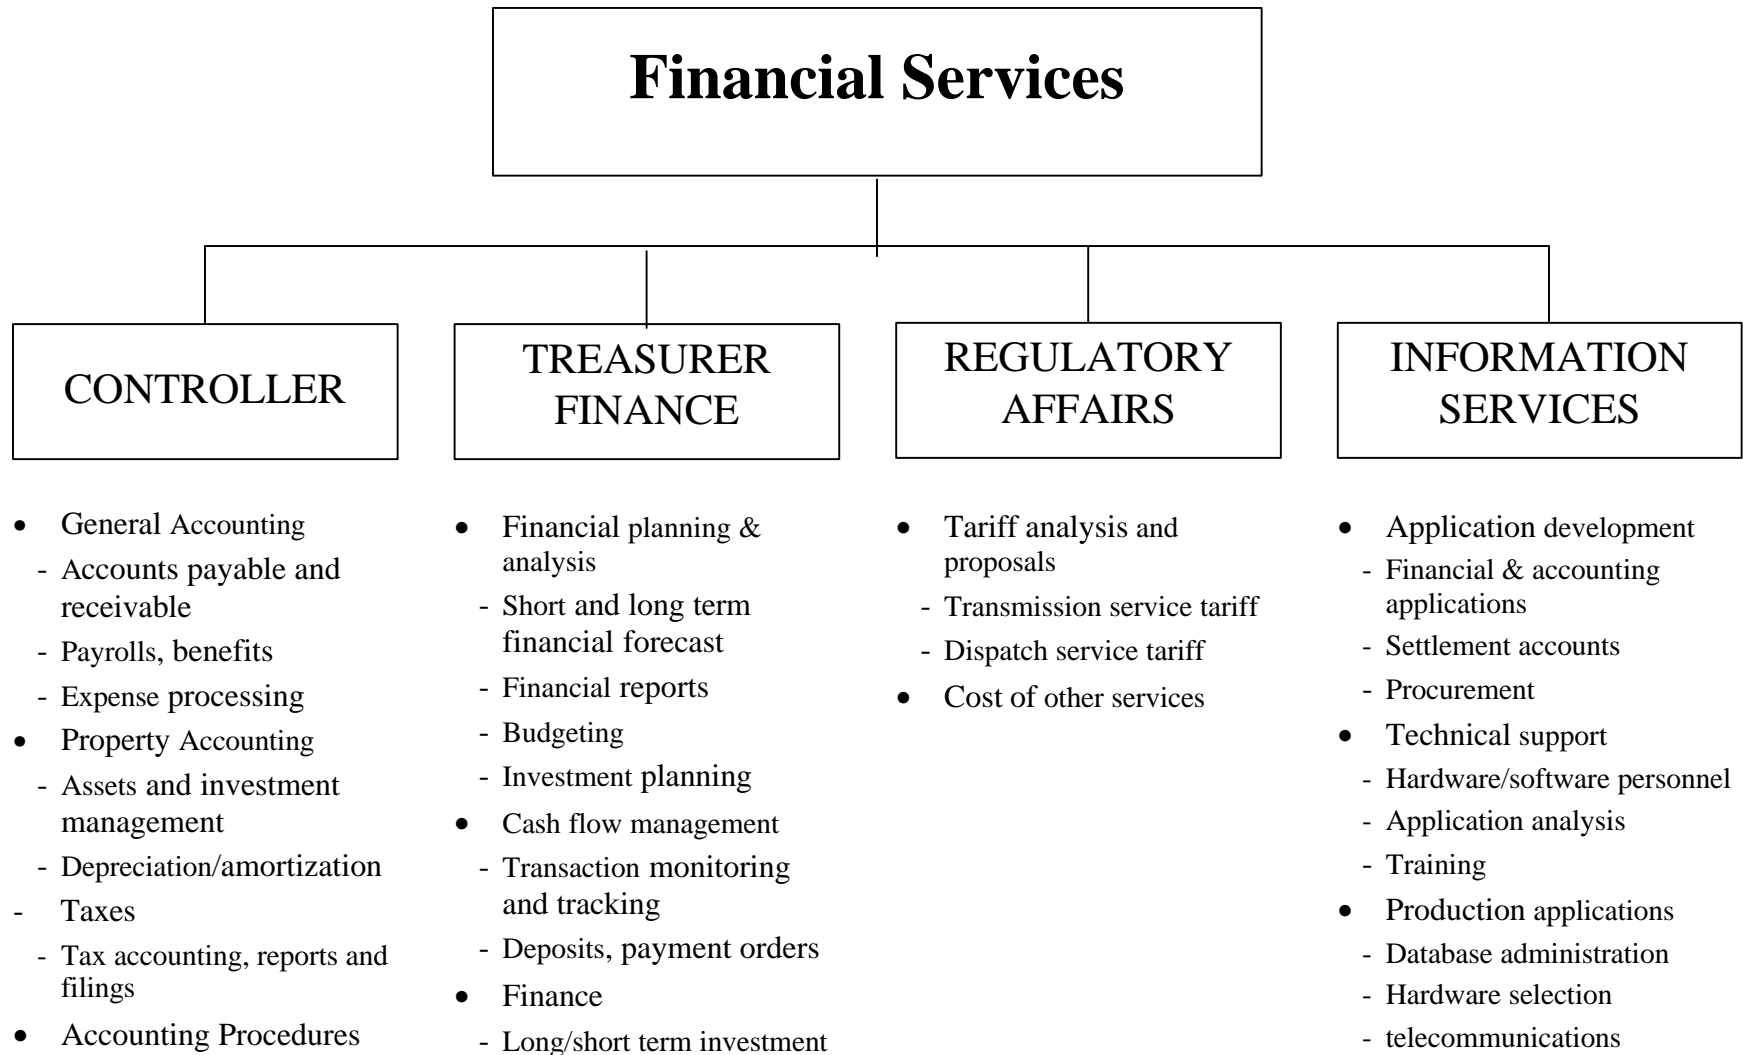 Financial Services
CONTROLLER
• General Accounting
- Accounts payable and
receivable
- Payrolls, benefits
- Expense processing
• Property Accounting
- Assets and investment
management
- Depreciation/amortization
- Taxes
- Tax accounting, reports and
filings
• Accounting Procedures
TREASURER
FINANCE
• Financial planning &
analysis
- Short and long term
financial forecast
- Financial reports
- Budgeting
- Investment planning
• Cash flow management
- Transaction monitoring
and tracking
- Deposits, payment orders
• Finance
- Long/short term investment
REGULATORY
AFFAIRS
• Tariff analysis and
proposals
- Transmission service tariff
- Dispatch service tariff
• Cost of other services
INFORMATION
SERVICES
• Application development
- Financial & accounting
applications
- Settlement accounts
- Procurement
• Technical support
- Hardware/software personnel
- Application analysis
- Training
• Production applications
- Database administration
- Hardware selection
- telecommunications